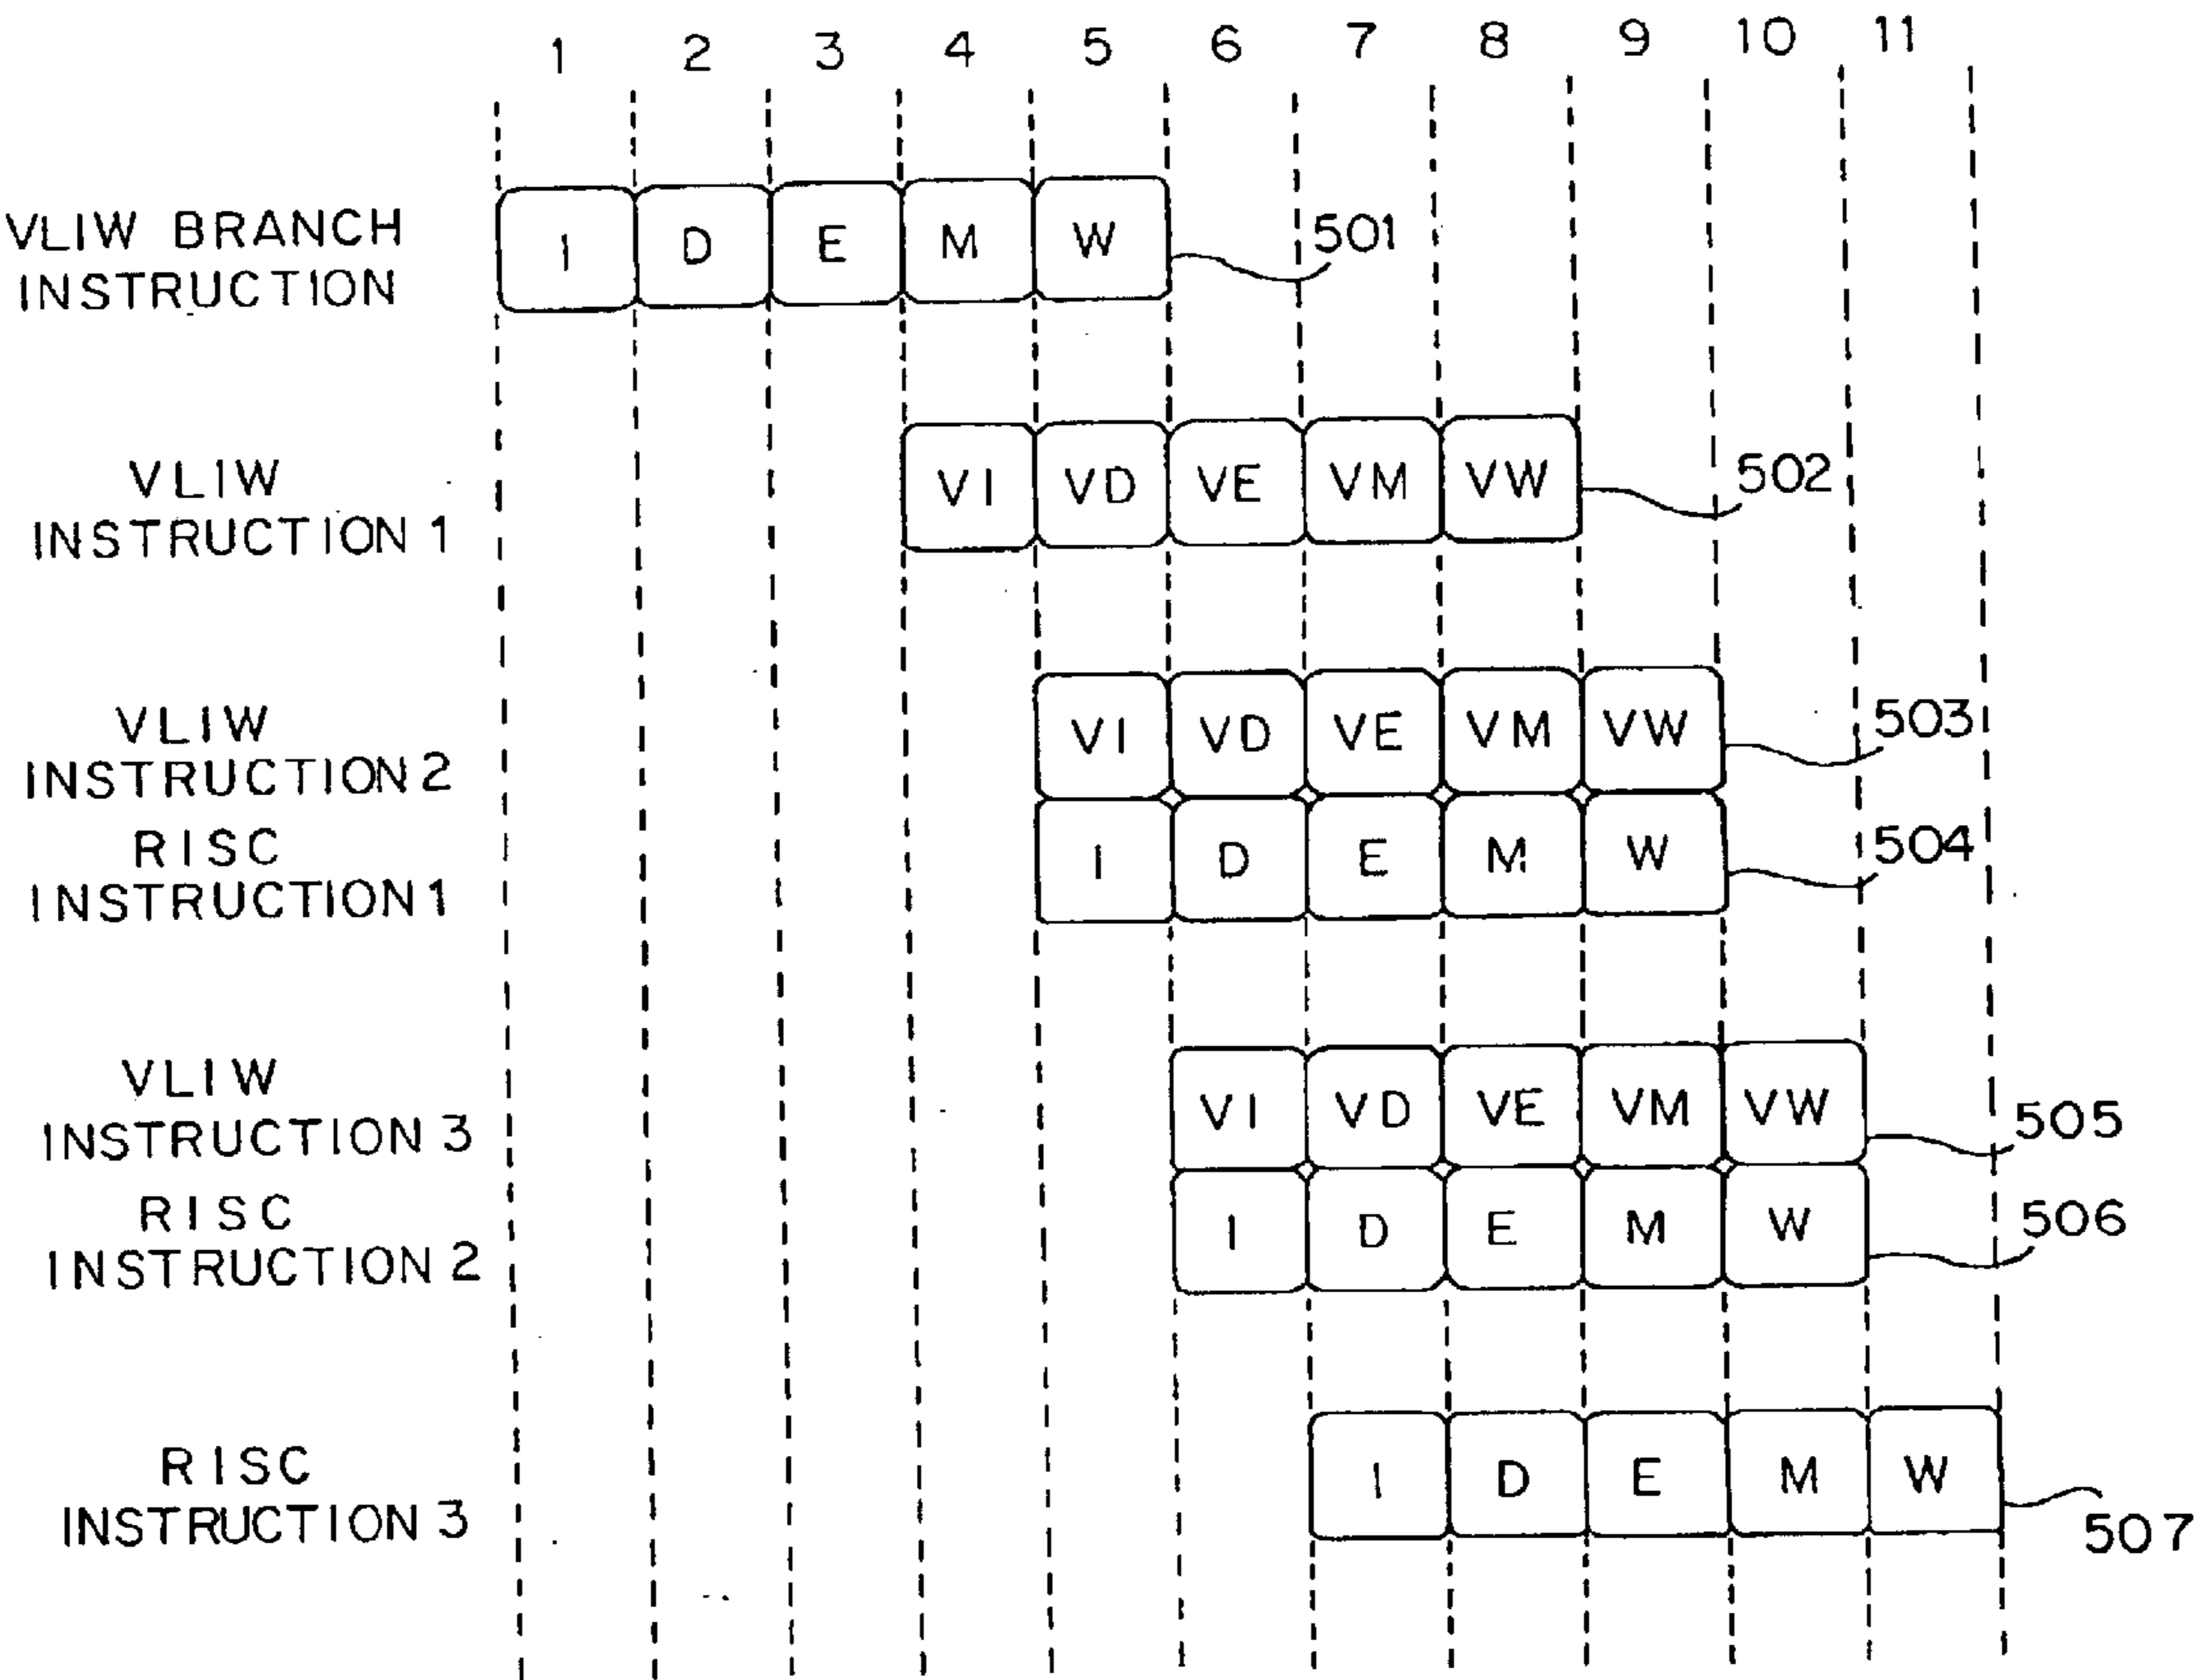 1 2 3 4 5 6 7 8 9 10 11
VLIW BRANCH
INSTRUCTION
I D E M W
501
VLIW
INSTRUCTION 1
VI VD VE VM VW
502
VLIW
INSTRUCTION 2
VI VD VE VM VW
503
RISC
INSTRUCTION 1
I D E M W
504
VLIW
INSTRUCTION 3
VI VD VE VM VW
505
RISC
INSTRUCTION 2
I D E M W
506
RISC
INSTRUCTION 3
I D E M W
507